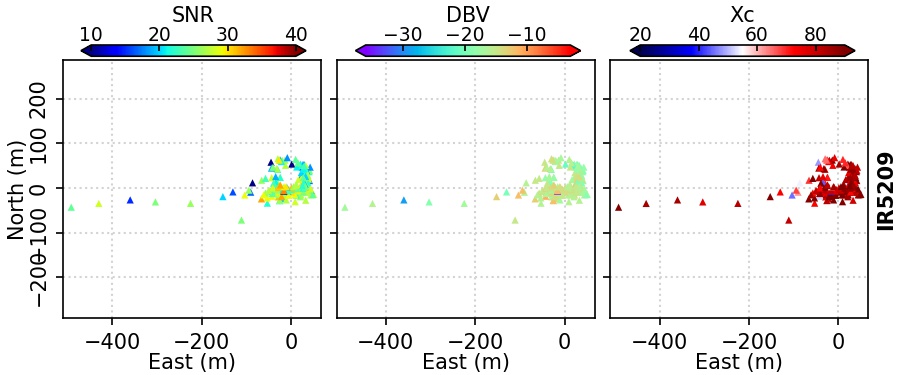 SNR DBV Xc
10 20 30 40 −30 −20 −10 20 40 60 80
North (m)
200
100
0
−100
−200
−400 −200 0 −400 −200 0 −400 −200 0
East (m) East (m) East (m)
IR5209